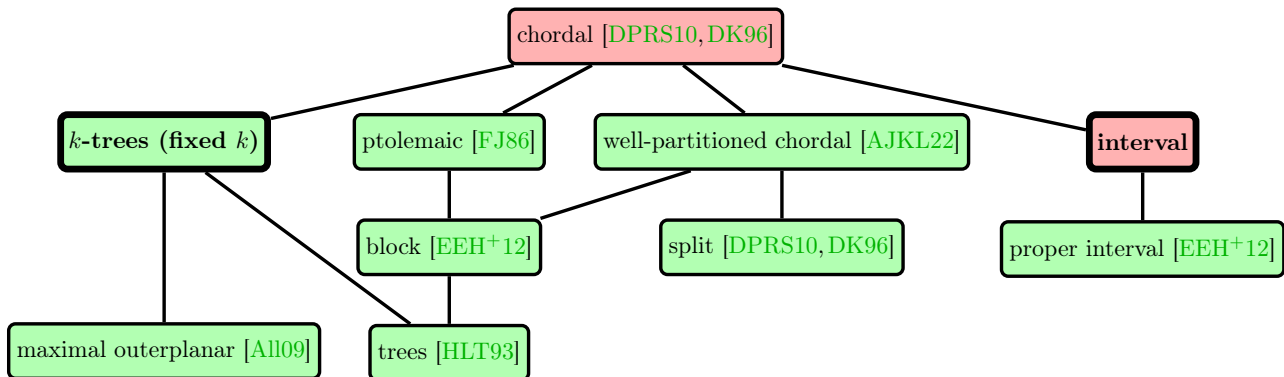 chordal [DPRS10, DK96]
k-trees (fixed k)
ptolemaic [FJ86]
well-partitioned chordal [AJKL22]
interval
block [EEH+12]
split [DPRS10, DK96]
proper interval [EEH+12]
maximal outerplanar [All09]
trees [HLT93]